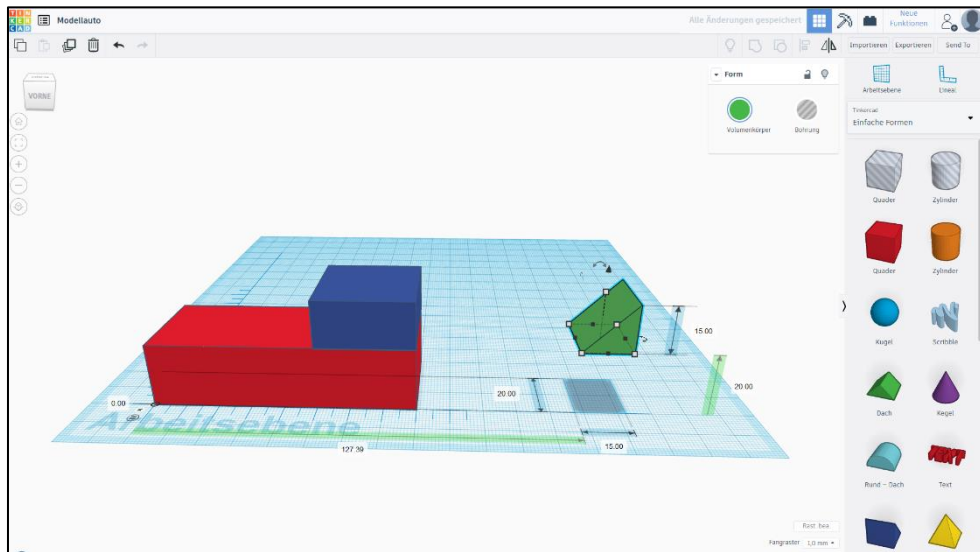 TIN
KER
CAD
Modellauto
Alle Änderungen gespeichert
Neue
Funktionen
Importieren
Exportieren
Send To
VORNE
Form
Volumenkörper
Bohrung
Arbeitsebene
Lineal
Tinkercad
Einfache Formen
Quader
Zylinder
Quader
Zylinder
Kugel
Scribble
Dach
Kegel
Rund - Dach
Text
TEXT
15.00
20.00
20.00
0.00
Arbeitsebene
127.39
15.00
Fangraster
1,0 mm